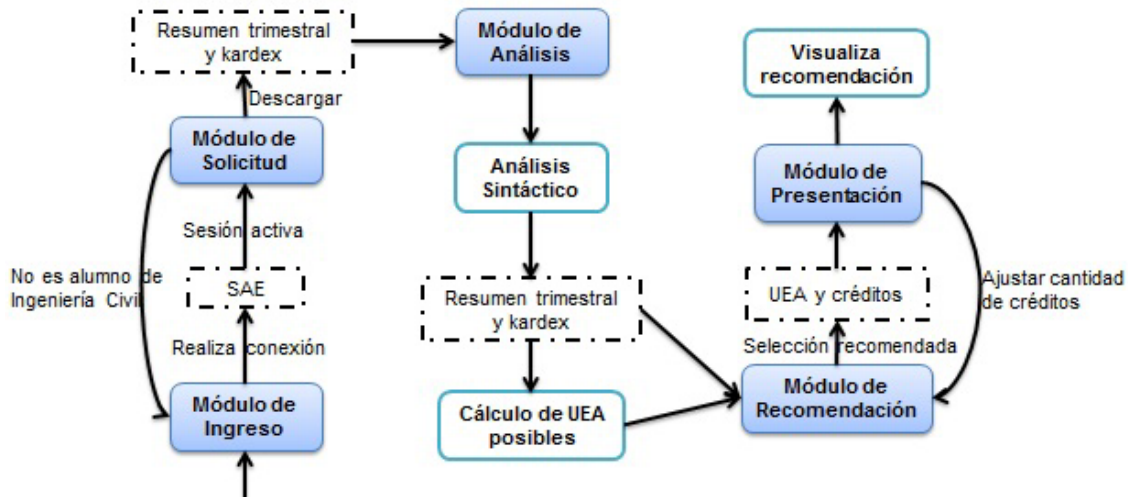 Resumen trimestral
y kardex
Descargar
Módulo de
Solicitud
Sesión activa
No es alumno de
Ingeniería Civil
SAE
Realiza conexión
Módulo de
Ingreso
Módulo de
Análisis
Análisis
Sintáctico
Resumen trimestral
y kardex
Cálculo de UEA
posibles
Visualiza
recomendación
Módulo de
Presentación
UEA y créditos
Ajustar cantidad
de créditos
Selección recomendada
Módulo de
Recomendación